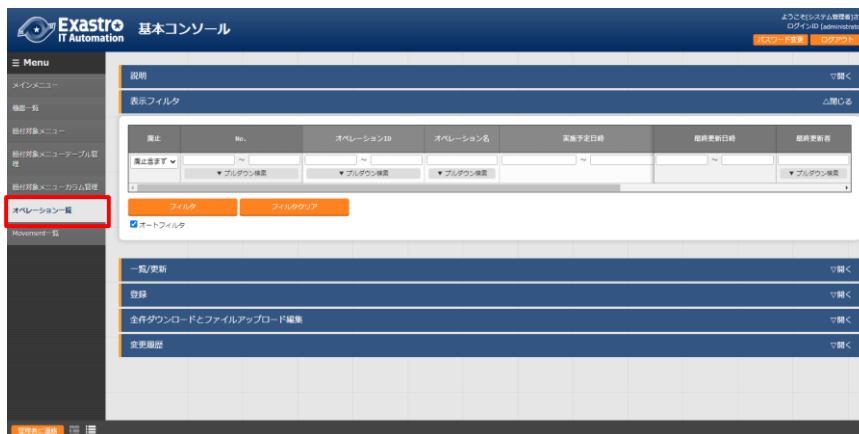 Exastro
IT Automation
基本コンソール
ようこそ[システム管理者]さ
ログインID [administrato
パスワード変更
ログアウト
Menu
メインメニュー
機器一覧
紐付対象メニュー
紐付対象メニューテーブル管
理
紐付対象メニューカラム管理
オペレーション一覧
Movement一覧
説明
▽開く
表示フィルタ
△閉じる
廃止 No. オペレーションID オペレーション名 実施予定日時 最終更新日時 最終更新者
廃止含まず ~ ~ ~ ~
▼ プルダウン検索 ▼ プルダウン検索 ▼ プルダウン検索 ▼ プルダウン検索
フィルタ
フィルタクリア
オートフィルタ
一覧/更新
▽開く
登録
▽開く
全件ダウンロードとファイルアップロード編集
▽開く
変更履歴
▽開く
管理者に連絡